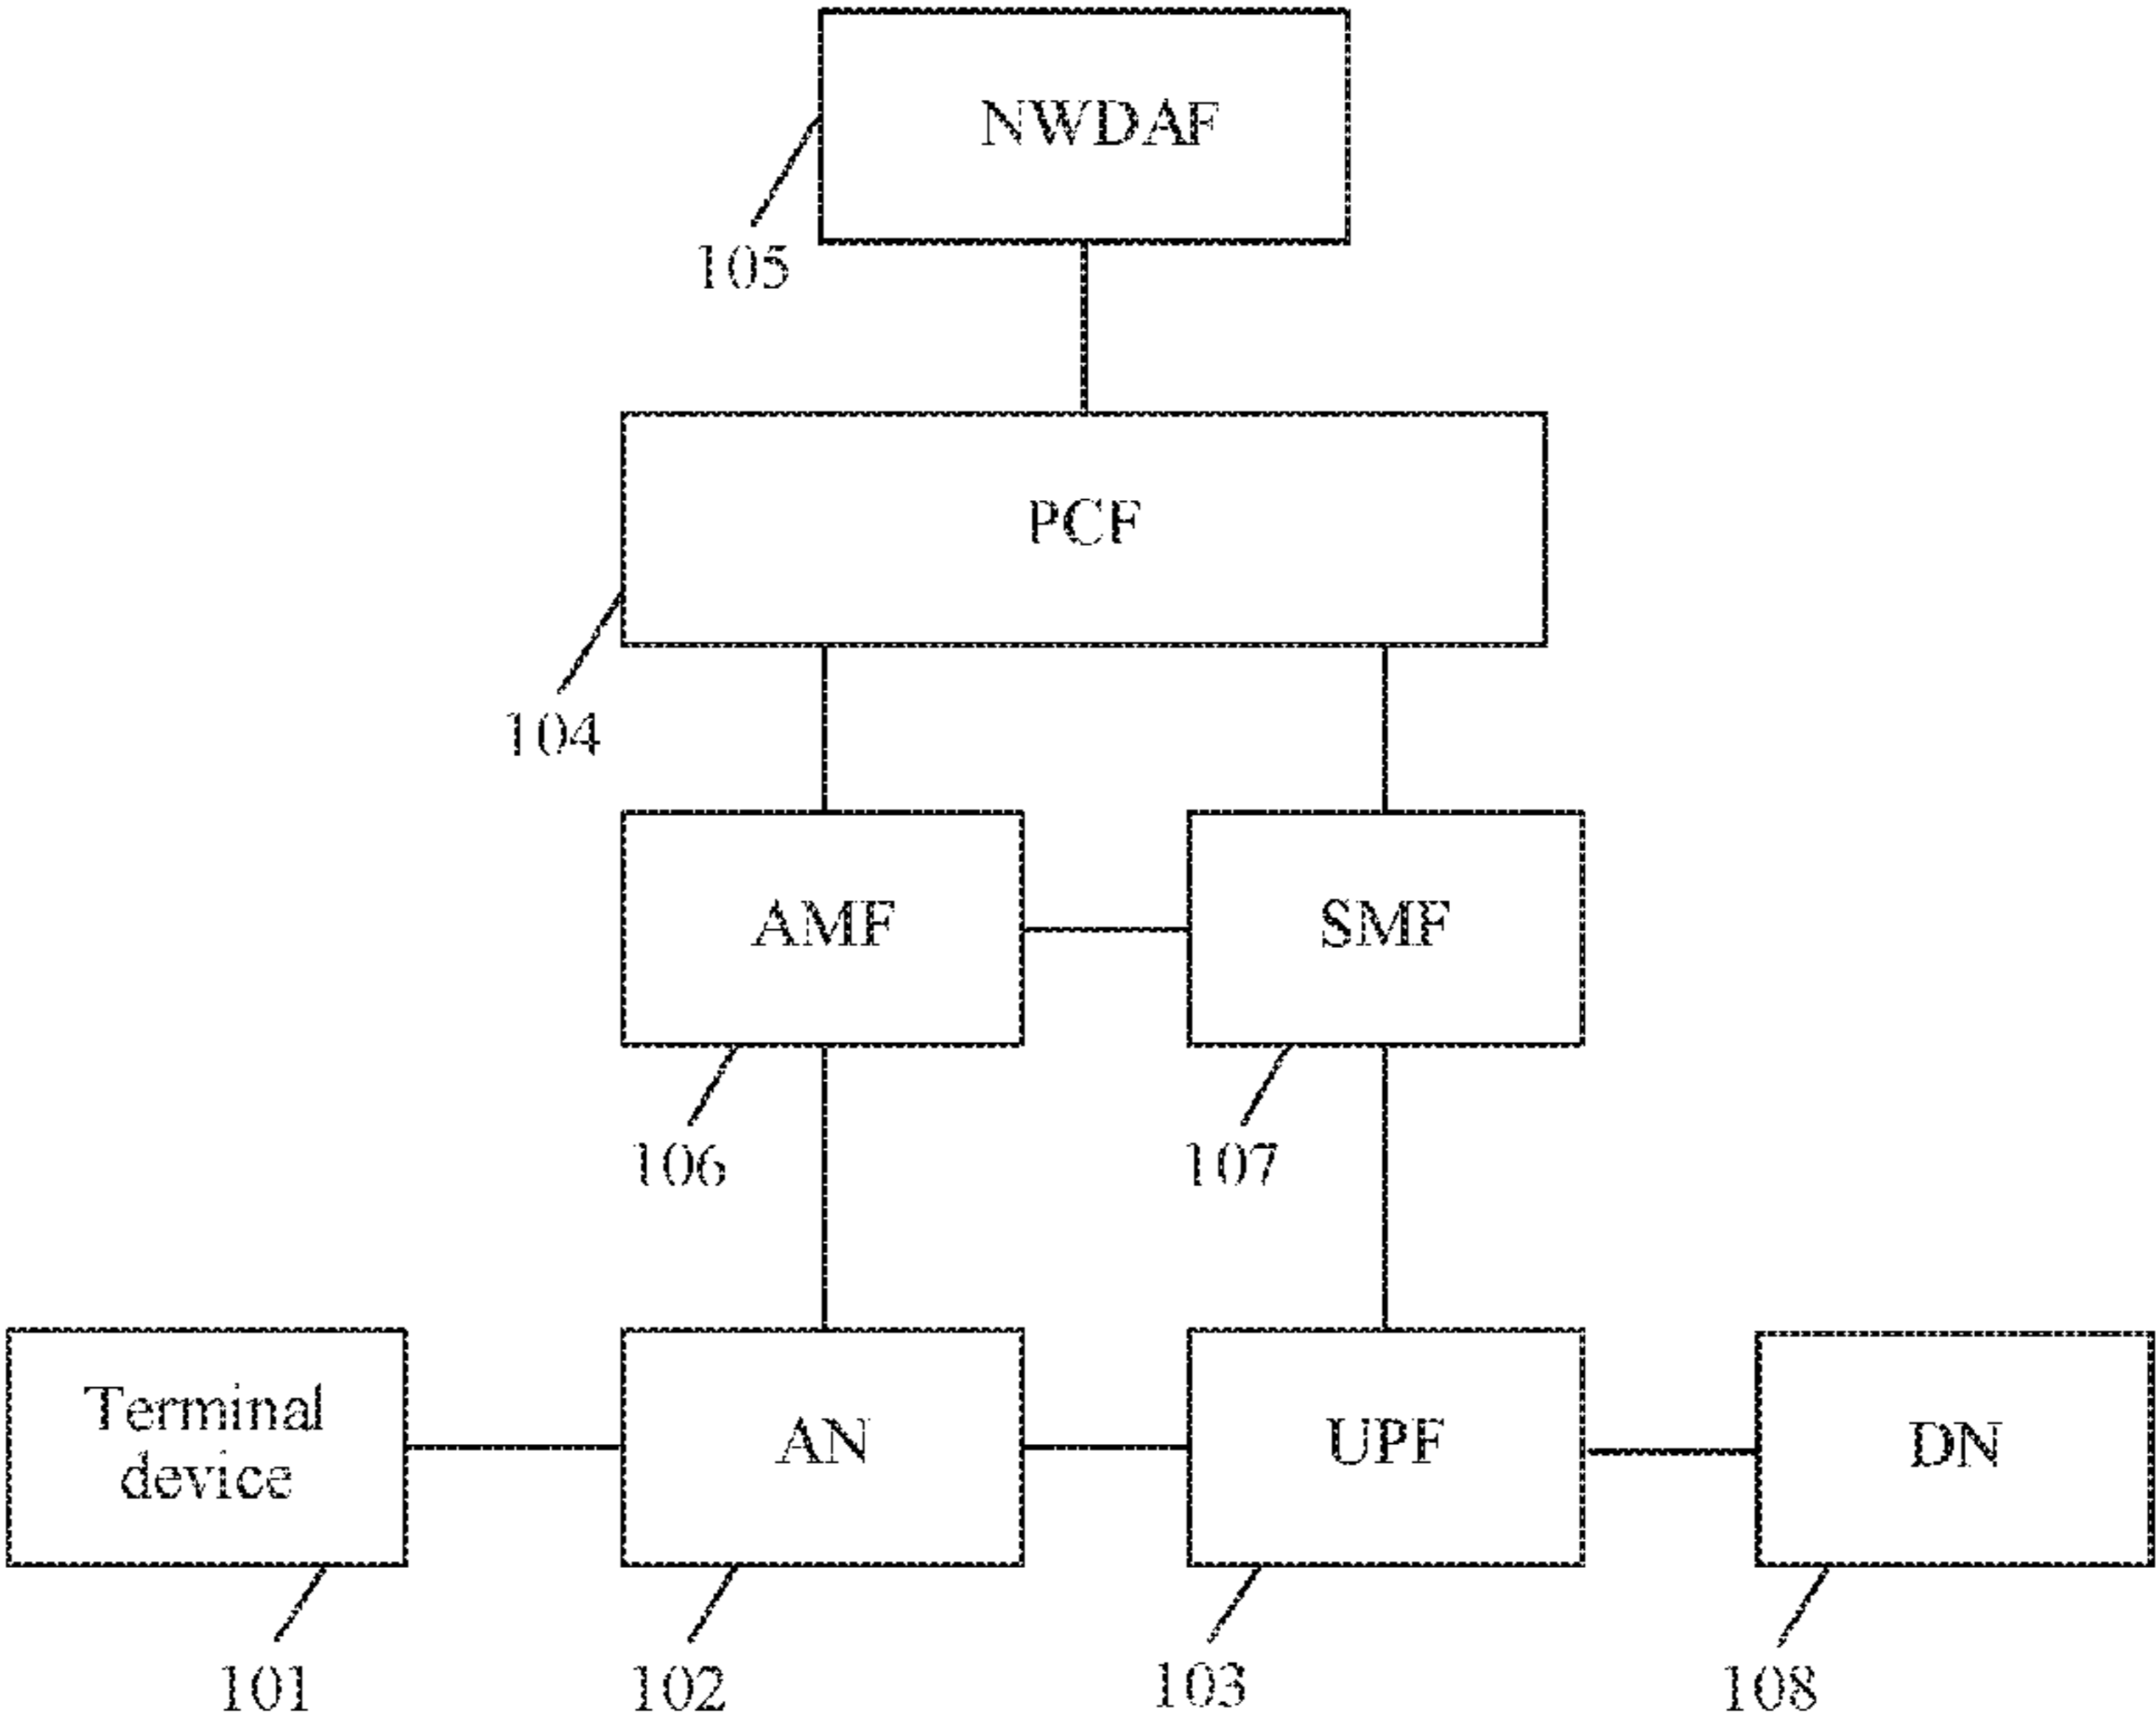 NWDAF
105
PCF
104
AMF
SMF
106
107
Terminal
device
AN
UPF
DN
101
102
103
108